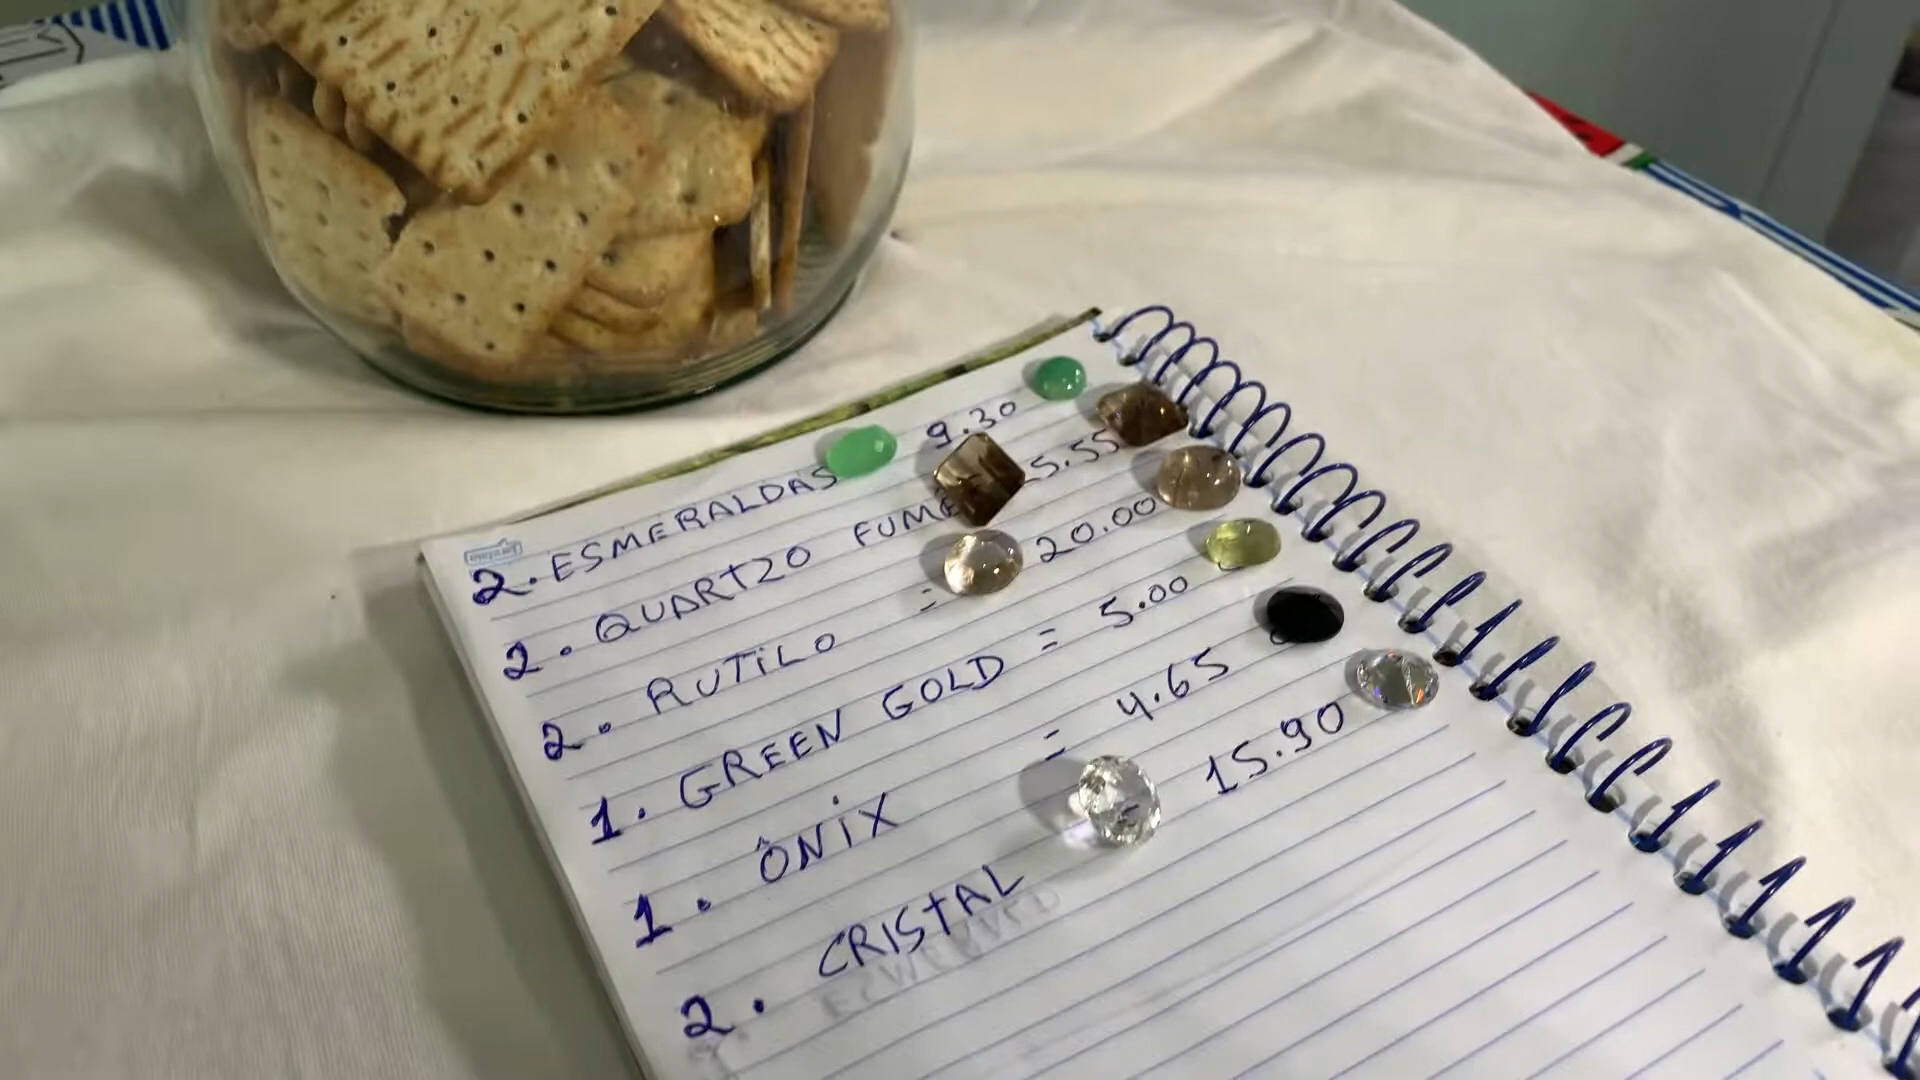 2. ESMERALDAS 9.30
2. QUARTZO FUMÊ 5.55
2. RUTILO = 20.00
1. GREEN GOLD = 5.00
1. ÔNIX = 4.65
2. CRISTAL 15.90